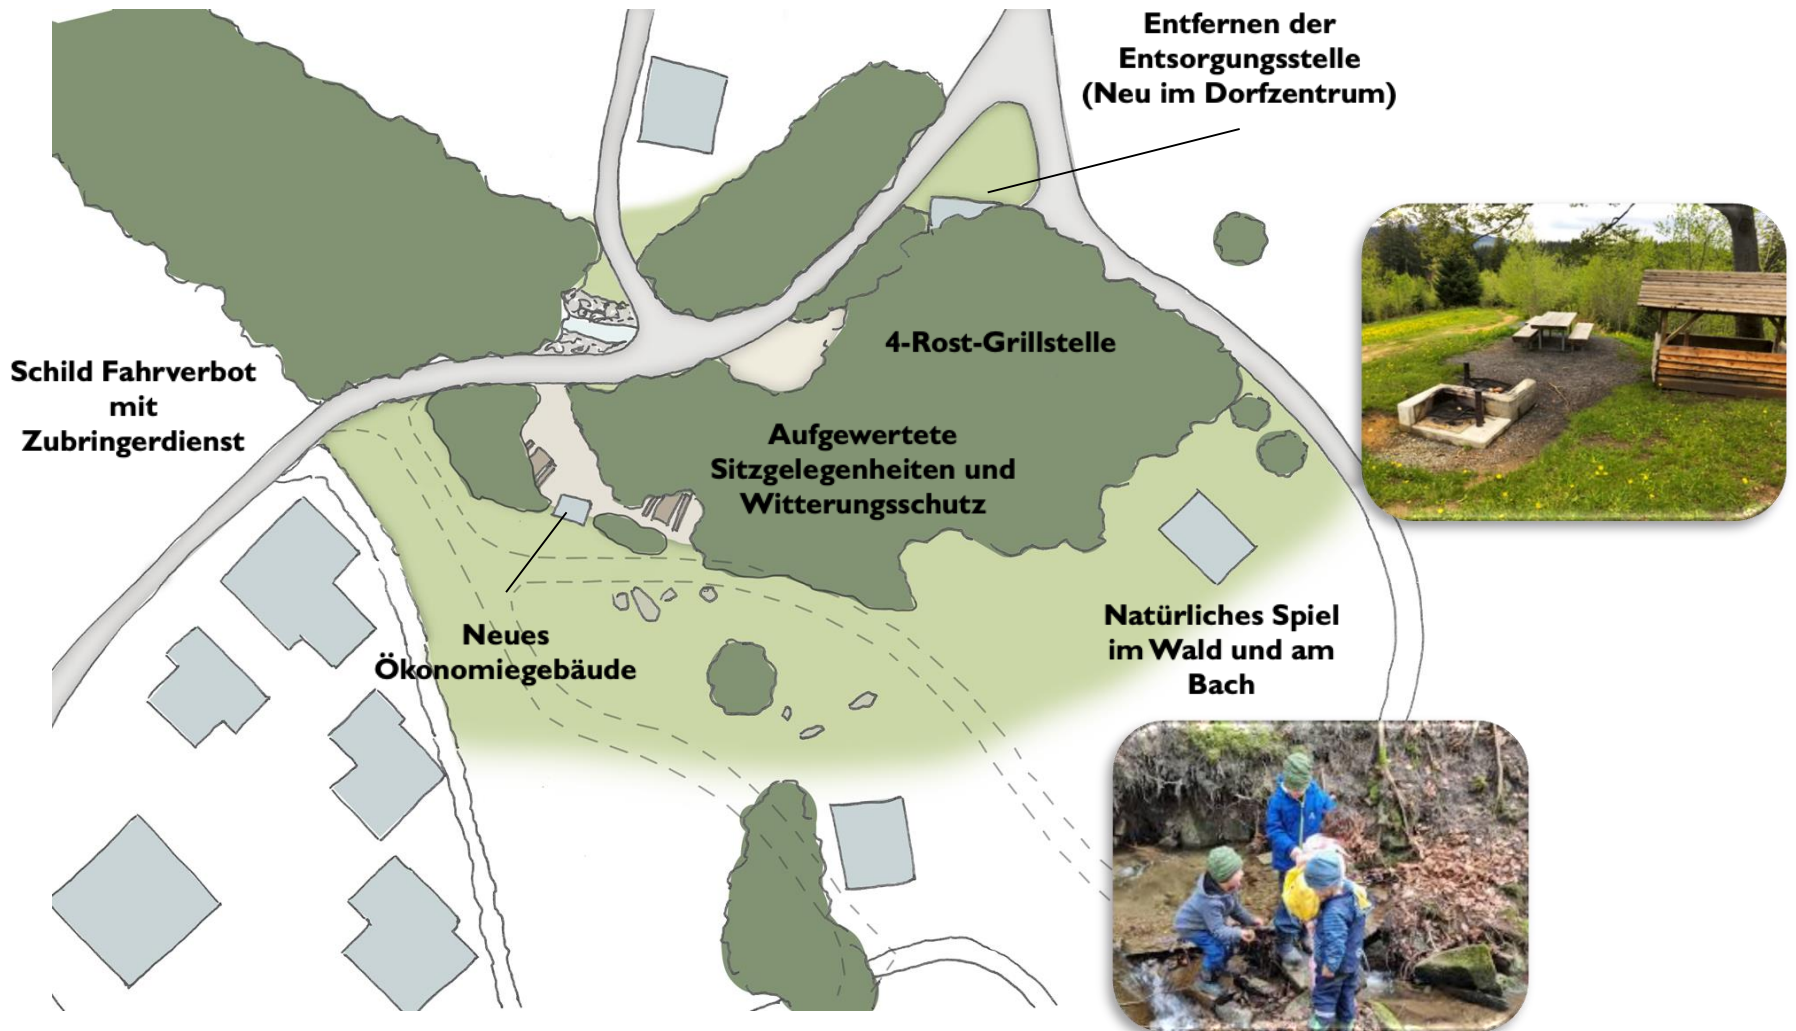 Entfernen der
Entsorgungsstelle
(Neu im Dorfzentrum)
4-Rost-Grillstelle
Schild Fahrverbot
mit
Zubringerdienst
Aufgewertete
Sitzgelegenheiten und
Witterungsschutz
Neues
Ökonomiegebäude
Natürliches Spiel
im Wald und am
Bach